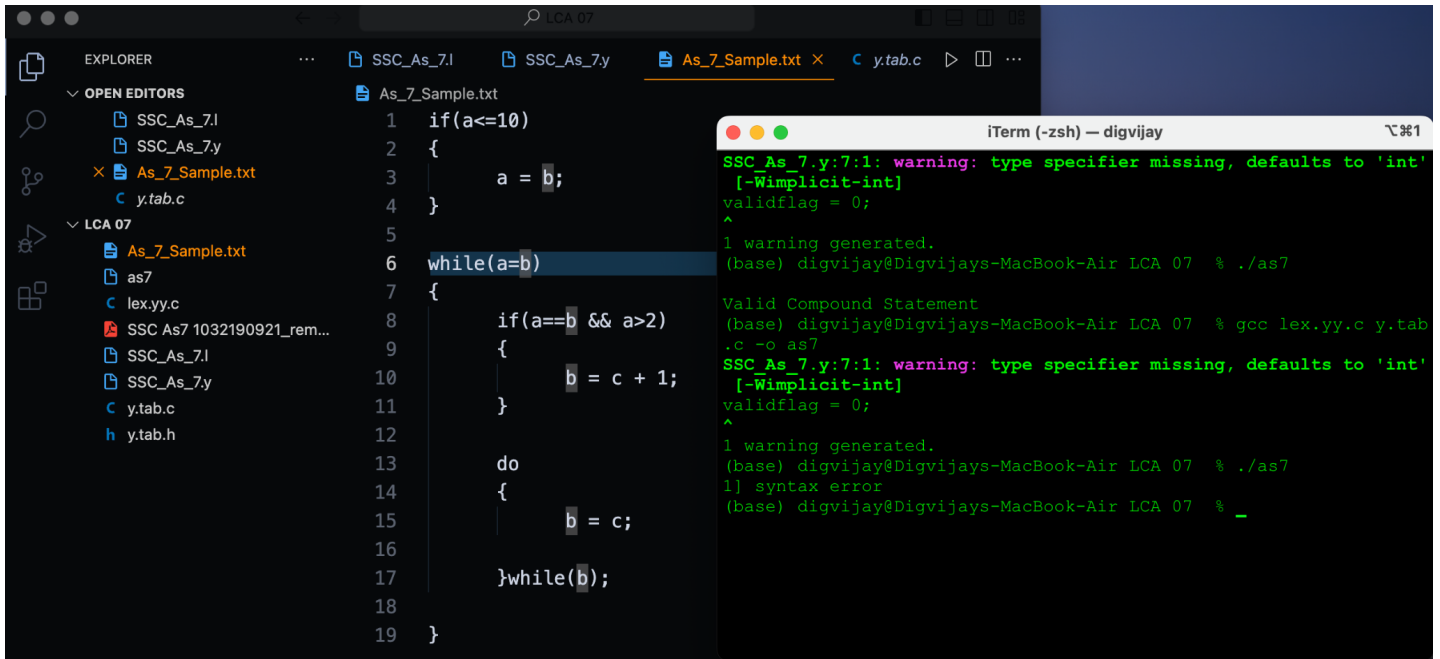 LCA 07
EXPLORER
···
SSC_As_7.l
SSC_As_7.y
As_7_Sample.txt ×
C y.tab.c
···
OPEN EDITORS
SSC_As_7.l
SSC_As_7.y
× As_7_Sample.txt
C y.tab.c
LCA 07
As_7_Sample.txt
as7
C lex.yy.c
SSC As7 1032190921_rem...
SSC_As_7.l
SSC_As_7.y
C y.tab.c
h y.tab.h
As_7_Sample.txt
1 if(a<=10)
2 {
3 a = b;
4 }
5
6 while(a=b)
7 {
8 if(a==b && a>2)
9 {
10 b = c + 1;
11 }
12
13 do
14 {
15 b = c;
16
17 }while(b);
18
19 }
iTerm (-zsh) — digvijay
⌥⌘1
SSC_As_7.y:7:1: warning: type specifier missing, defaults to 'int'
[-Wimplicit-int]
validflag = 0;
^
1 warning generated.
(base) digvijay@Digvijays-MacBook-Air LCA 07 % ./as7
Valid Compound Statement
(base) digvijay@Digvijays-MacBook-Air LCA 07 % gcc lex.yy.c y.tab
.c -o as7
SSC_As_7.y:7:1: warning: type specifier missing, defaults to 'int'
[-Wimplicit-int]
validflag = 0;
^
1 warning generated.
(base) digvijay@Digvijays-MacBook-Air LCA 07 % ./as7
1] syntax error
(base) digvijay@Digvijays-MacBook-Air LCA 07 % _